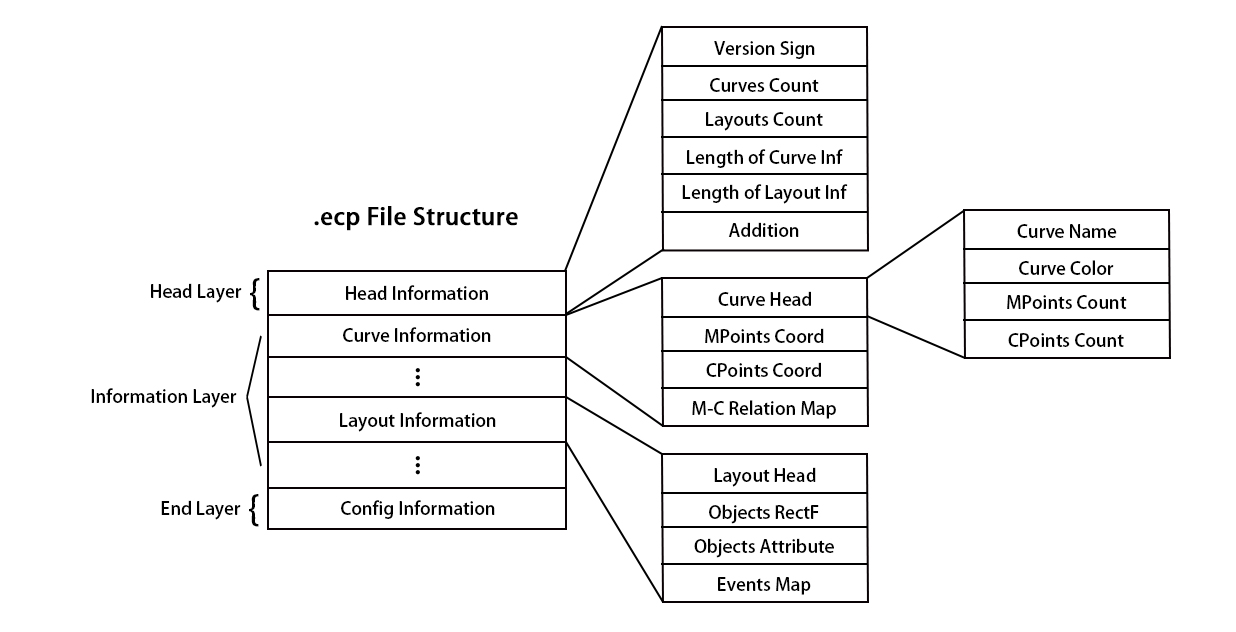 .ecp File Structure
Head Layer
Head Information
Curve Information
Information Layer
Layout Information
End Layer
Config Information
Version Sign
Curves Count
Layouts Count
Length of Curve Inf
Length of Layout Inf
Addition
Curve Head
MPoints Coord
CPoints Coord
M-C Relation Map
Layout Head
Objects RectF
Objects Attribute
Events Map
Curve Name
Curve Color
MPoints Count
CPoints Count